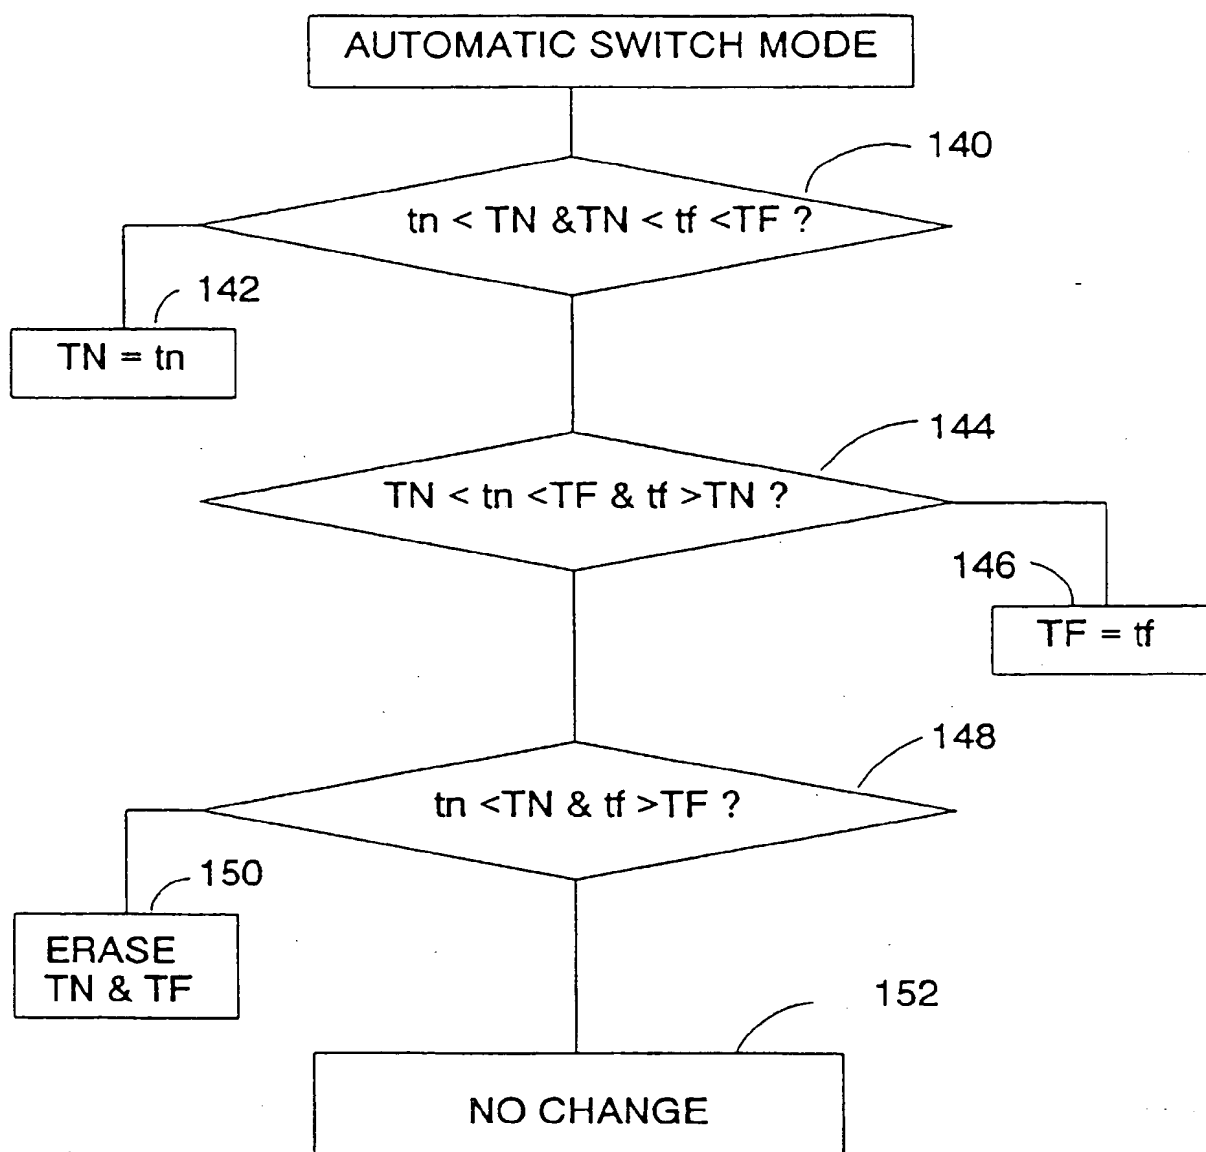 AUTOMATIC SWITCH MODE
140
tn < TN &TN < tf <TF ?
142
TN = tn
144
TN < tn <TF & tf >TN ?
146
TF = tf
148
tn <TN & tf >TF ?
150
ERASE
TN & TF
152
NO CHANGE